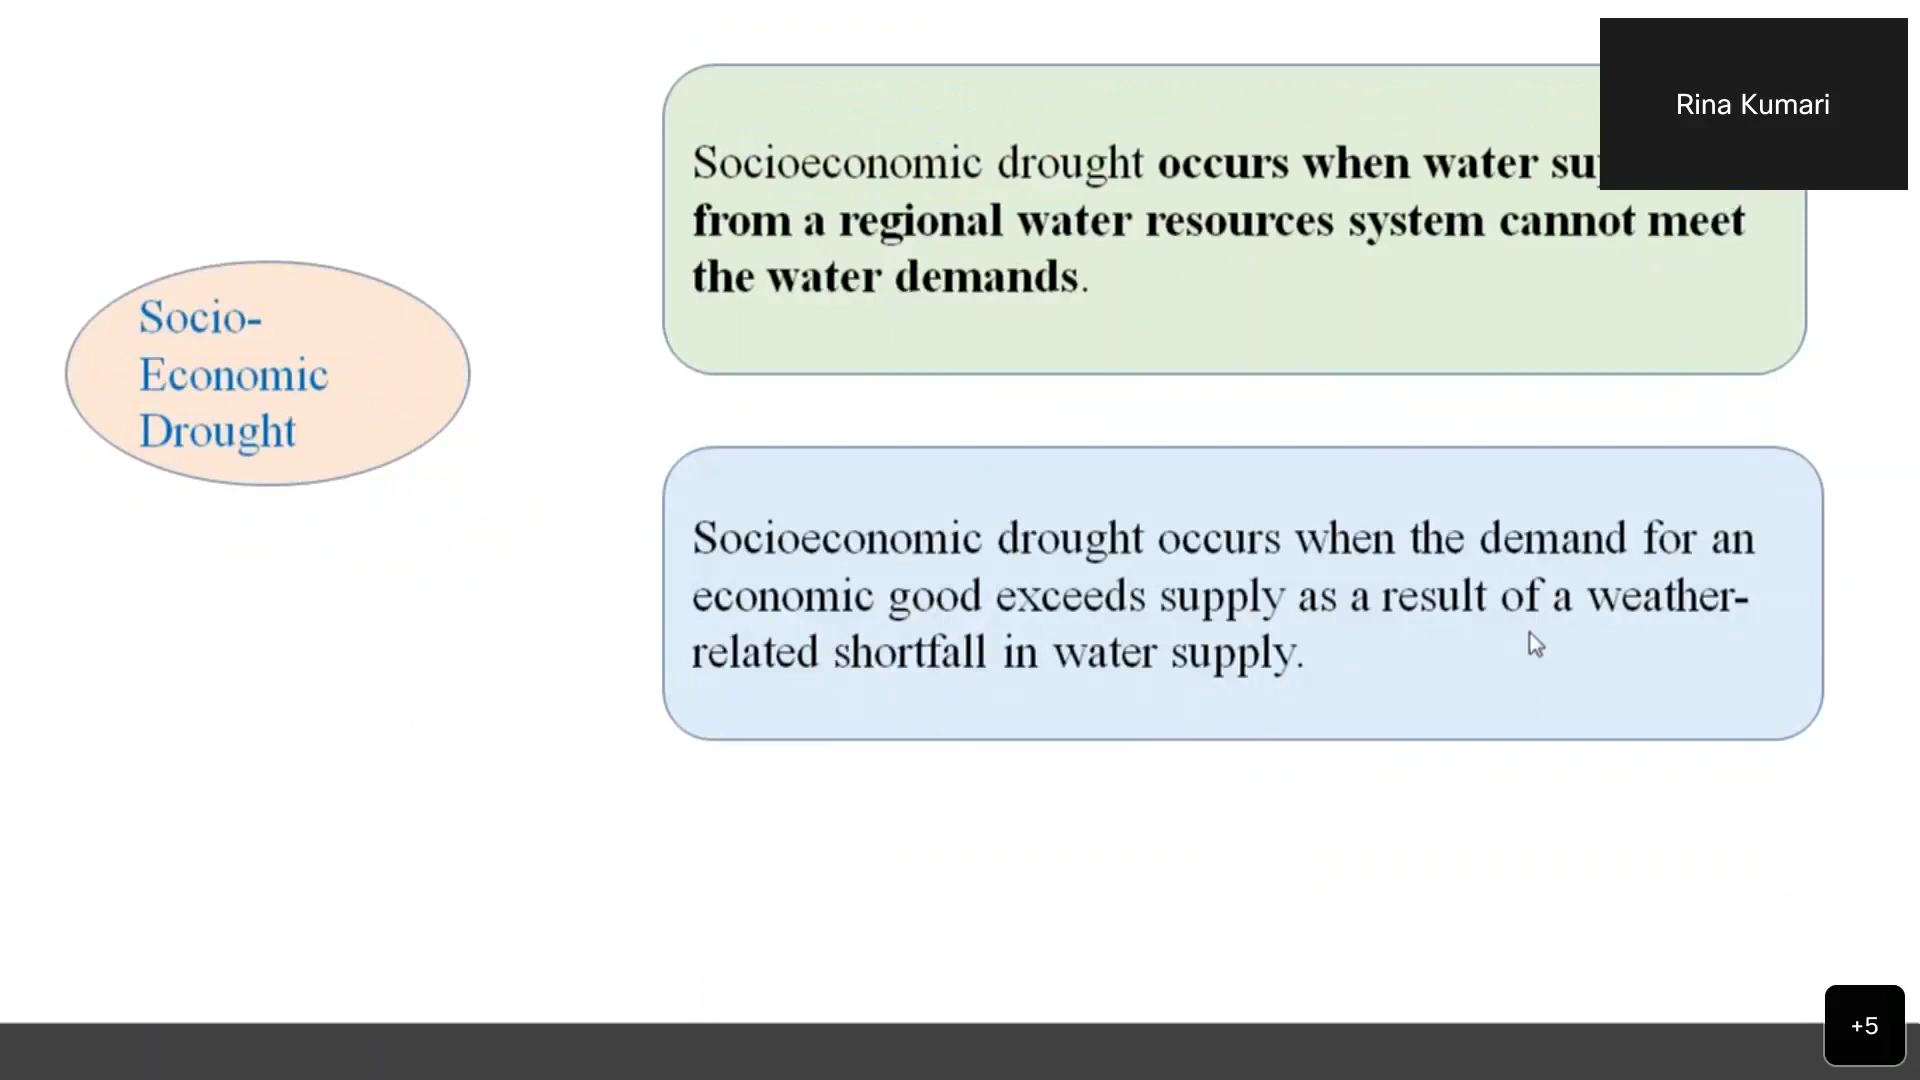 Rina Kumari
Socioeconomic drought occurs when water
from a regional water resources system cannot meet
the water demands.
Socio-
Economic
Drought
Socioeconomic drought occurs when the demand for an
economic good exceeds supply as a result of a weather-
related shortfall in water supply.
+5